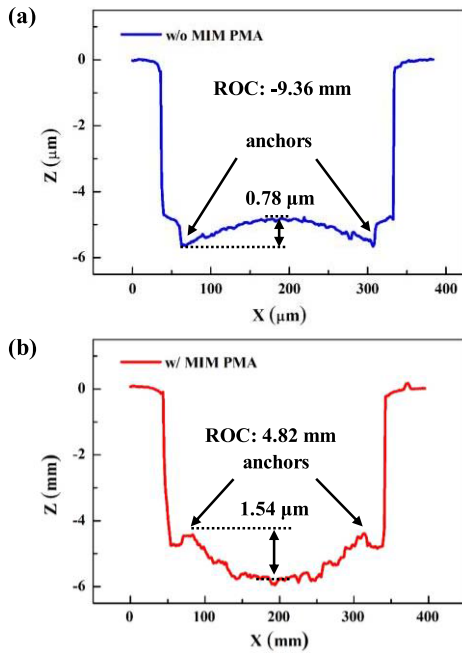 (a)
w/o MIM PMA
ROC: -9.36 mm
anchors
0.78 µm
Z (µm)
0
-2
-4
-6
0 100 200 300 400
X (µm)
(b)
w/ MIM PMA
ROC: 4.82 mm
anchors
1.54 µm
Z (mm)
0
-2
-4
-6
0 100 200 300 400
X (mm)